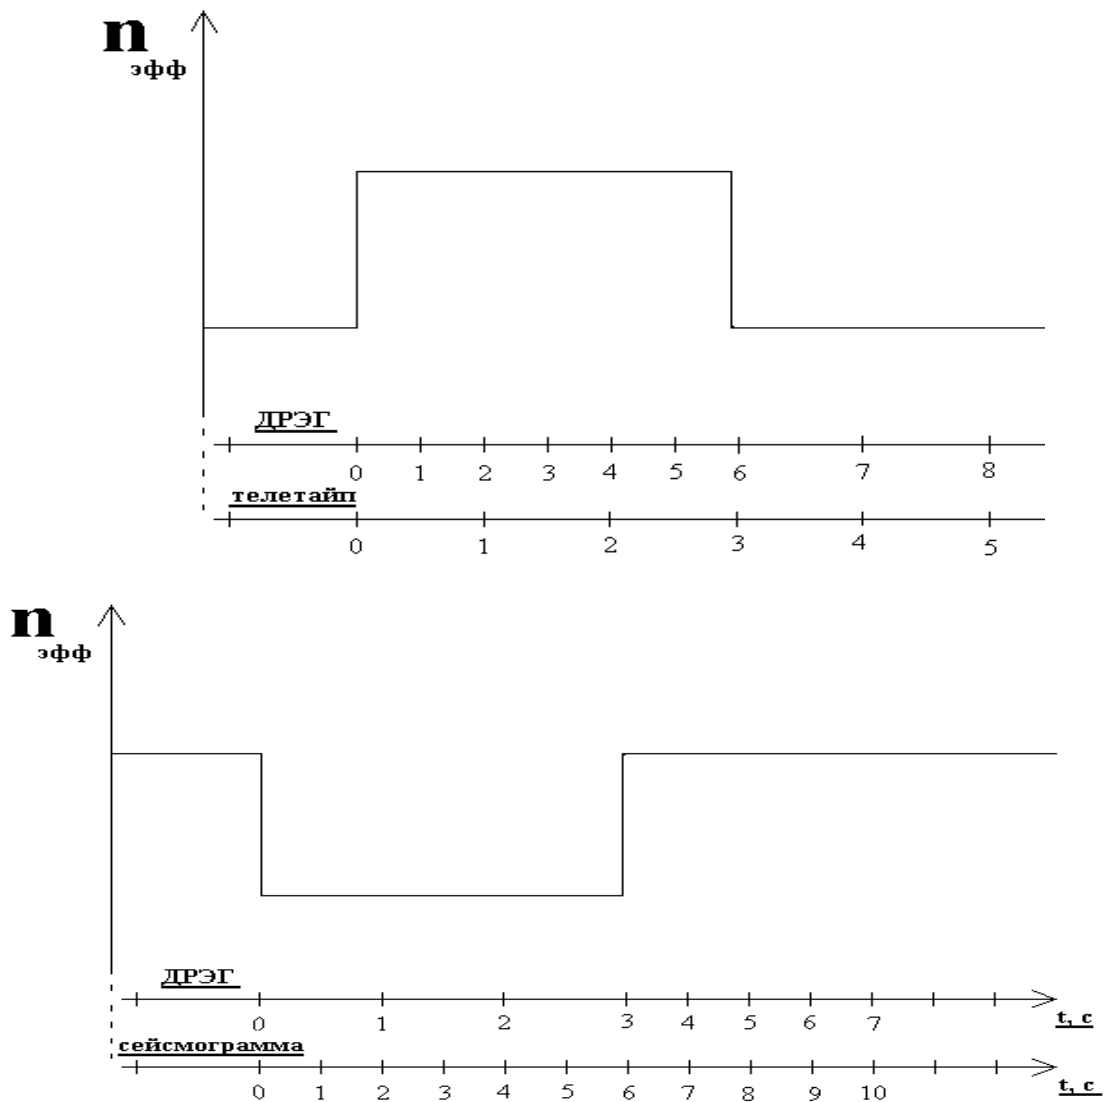 n
эфф
ДРЭГ
0 1 2 3 4 5 6 7 8
телетайп
0 1 2 3 4 5
n
эфф
ДРЭГ
0 1 2 3 4 5 6 7
t, c
сейсмограмма
0 1 2 3 4 5 6 7 8 9 10
t, c